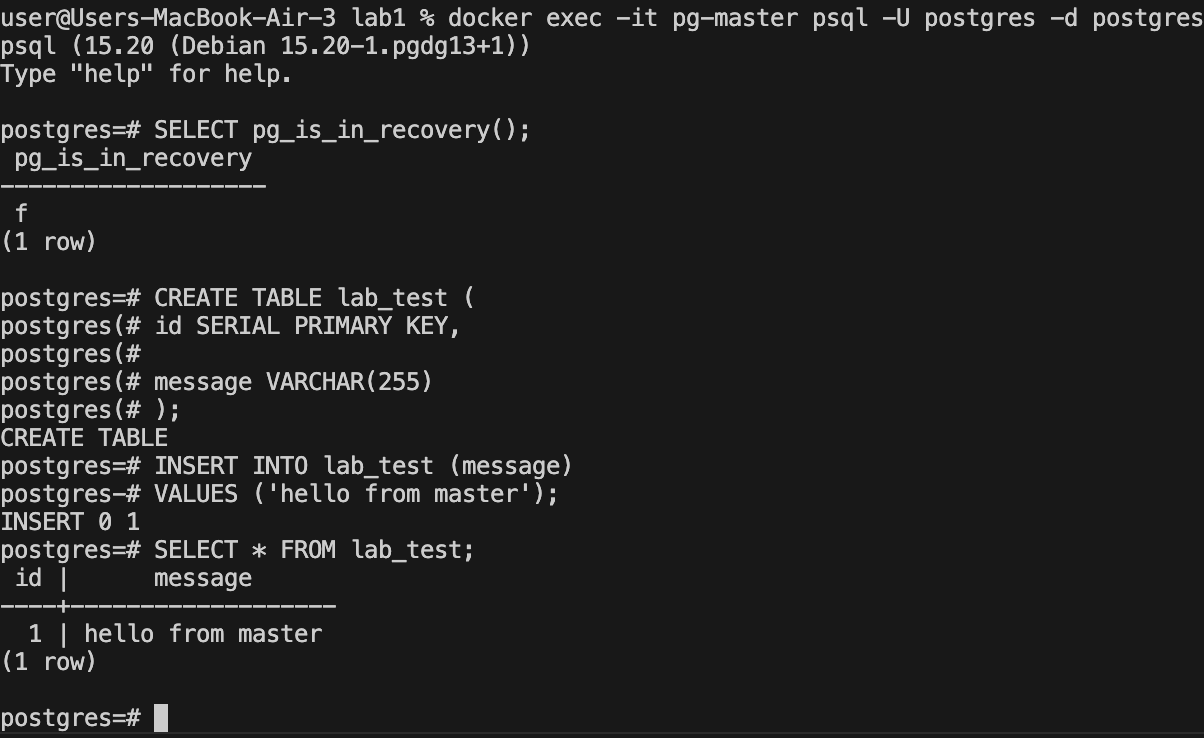 user@Users-MacBook-Air-3 lab1 % docker exec -it pg-master psql -U postgres -d postgres
psql (15.20 (Debian 15.20-1.pgdg13+1))
Type "help" for help.

postgres=# SELECT pg_is_in_recovery();
 pg_is_in_recovery
-------------------
 f
(1 row)

postgres=# CREATE TABLE lab_test (
postgres(# id SERIAL PRIMARY KEY,
postgres(#
postgres(# message VARCHAR(255)
postgres(# );
CREATE TABLE
postgres=# INSERT INTO lab_test (message)
postgres-# VALUES ('hello from master');
INSERT 0 1
postgres=# SELECT * FROM lab_test;
 id |      message
----+-------------------
  1 | hello from master
(1 row)

postgres=#